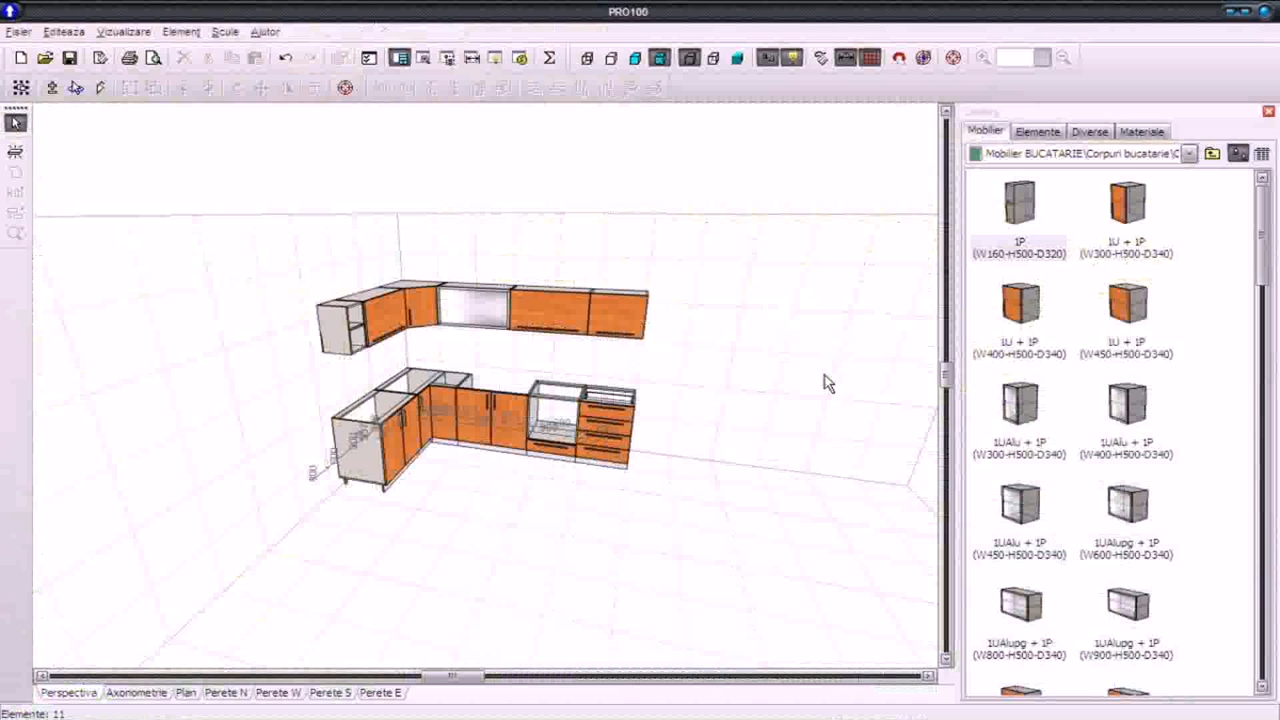 PRO100
Fisier Editeaza Vizualizare Element Scule Ajutor
Mobilier Elemente Diverse Materiale
Mobilier BUCATARIE\Corpuri bucatarie\C
1P
(W160-H500-D320)
1U + 1P
(W300-H500-D340)
1U + 1P
(W400-H500-D340)
1U + 1P
(W450-H500-D340)
1UAlu + 1P
(W300-H500-D340)
1UAlu + 1P
(W400-H500-D340)
1UAlu + 1P
(W450-H500-D340)
1UAlupg + 1P
(W600-H500-D340)
1UAlupg + 1P
(W800-H500-D340)
1UAlupg + 1P
(W900-H500-D340)
Perspectiva Axonometrie Plan Perete N Perete W Perete S Perete E
Elemente: 11